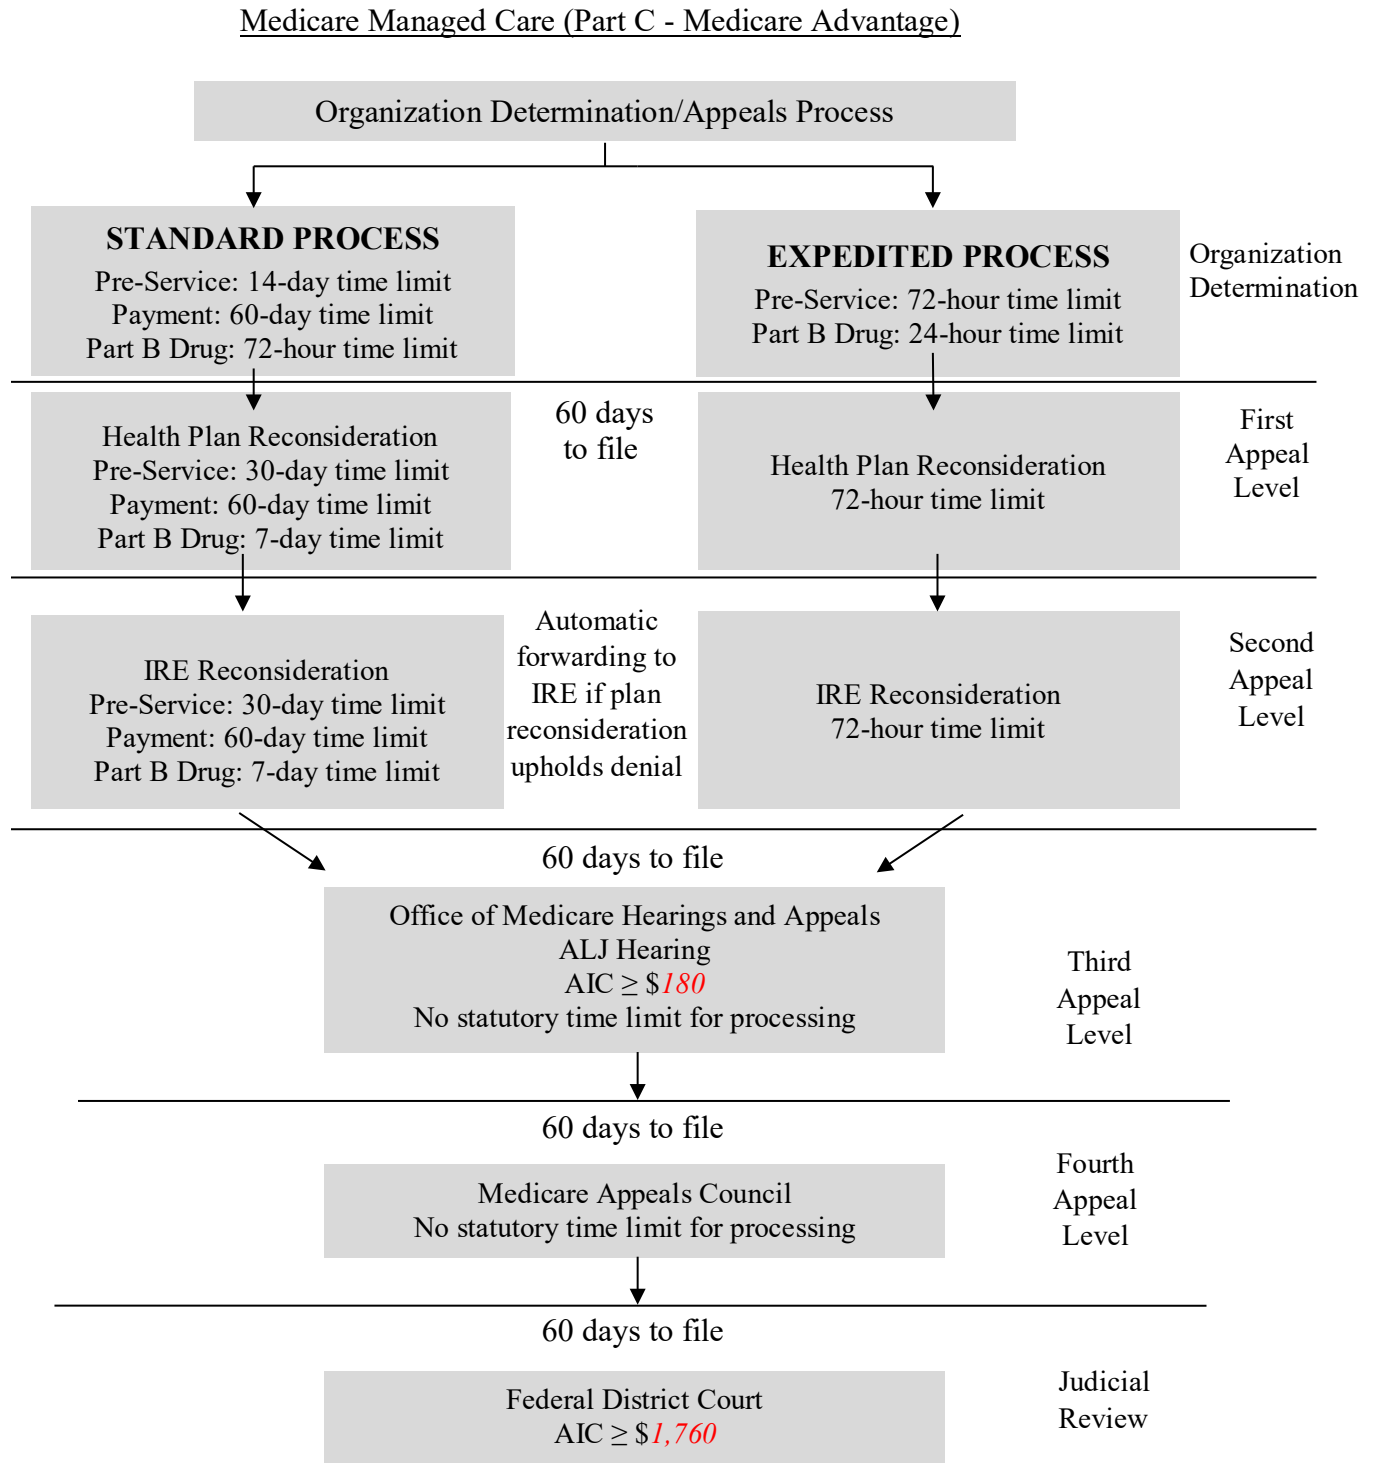 Medicare Managed Care (Part C - Medicare Advantage)
Organization Determination/Appeals Process
STANDARD PROCESS
Pre-Service: 14-day time limit
Payment: 60-day time limit
Part B Drug: 72-hour time limit
EXPEDITED PROCESS
Pre-Service: 72-hour time limit
Part B Drug: 24-hour time limit
Organization
Determination
Health Plan Reconsideration
Pre-Service: 30-day time limit
Payment: 60-day time limit
Part B Drug: 7-day time limit
60 days
to file
Health Plan Reconsideration
72-hour time limit
First
Appeal
Level
IRE Reconsideration
Pre-Service: 30-day time limit
Payment: 60-day time limit
Part B Drug: 7-day time limit
Automatic
forwarding to
IRE if plan
reconsideration
upholds denial
IRE Reconsideration
72-hour time limit
Second
Appeal
Level
60 days to file
Office of Medicare Hearings and Appeals
ALJ Hearing
AIC ≥ $180
No statutory time limit for processing
Third
Appeal
Level
60 days to file
Medicare Appeals Council
No statutory time limit for processing
Fourth
Appeal
Level
60 days to file
Federal District Court
AIC ≥ $1,760
Judicial
Review